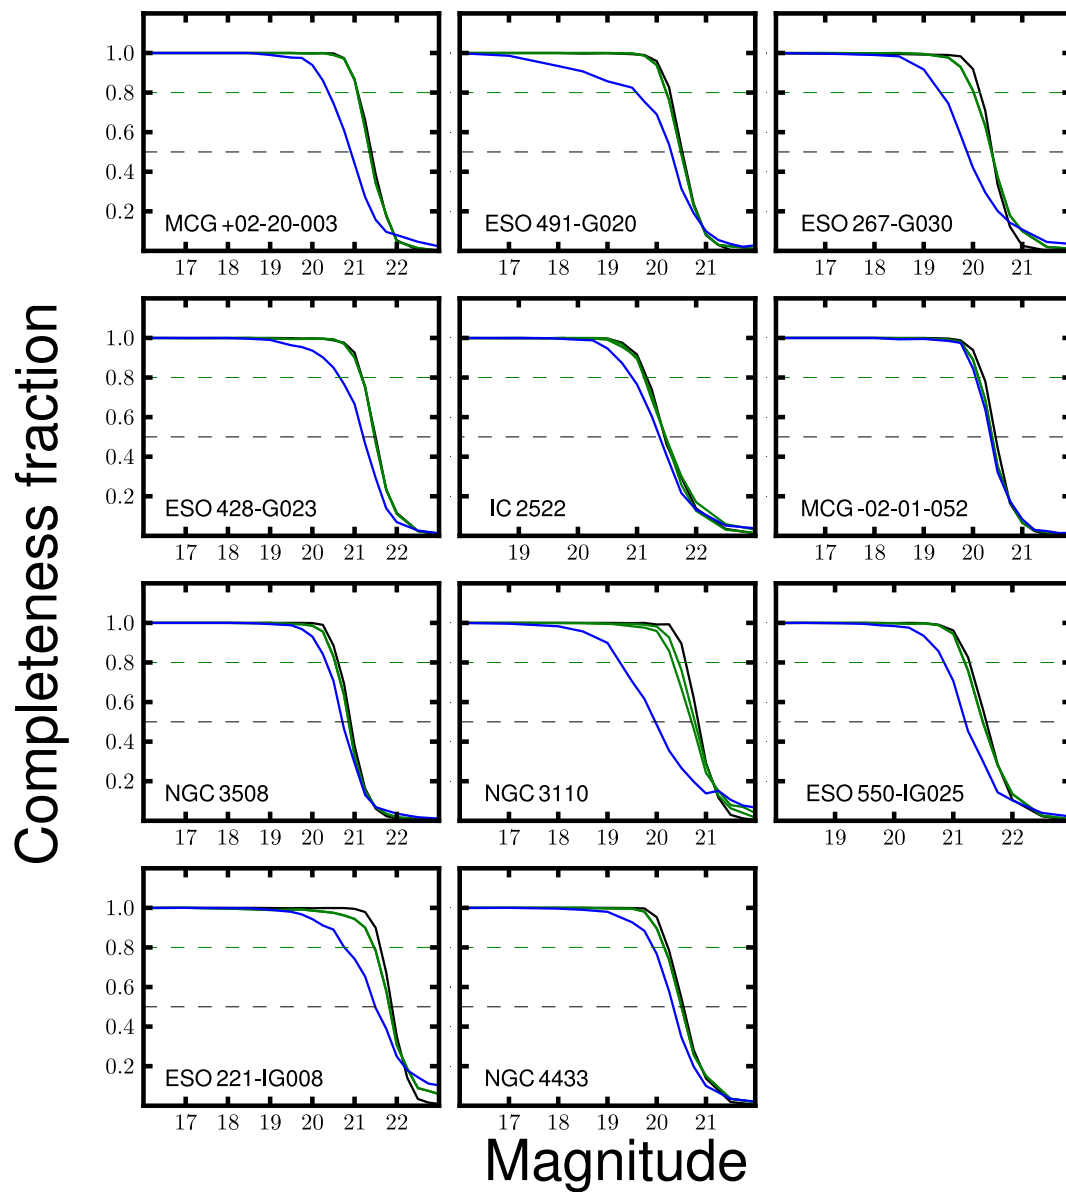 Completeness fraction
1.0
0.8
0.6
0.4
0.2
MCG +02-20-003
17 18 19 20 21 22
ESO 491-G020
17 18 19 20 21
ESO 267-G030
17 18 19 20 21
1.0
0.8
0.6
0.4
0.2
ESO 428-G023
17 18 19 20 21 22
IC 2522
19 20 21 22
MCG -02-01-052
17 18 19 20 21
1.0
0.8
0.6
0.4
0.2
NGC 3508
17 18 19 20 21 22
NGC 3110
17 18 19 20 21
ESO 550-IG025
19 20 21 22
1.0
0.8
0.6
0.4
0.2
ESO 221-IG008
17 18 19 20 21 22
NGC 4433
17 18 19 20 21
Magnitude